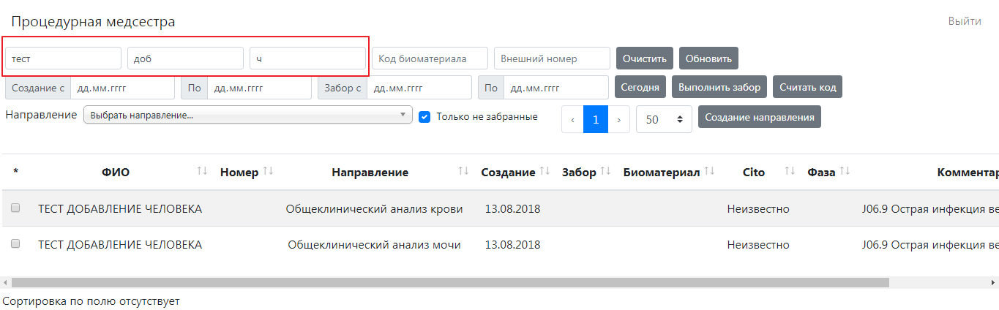 Процедурная медсестра Выйти
тест доб ч Код биоматериала Внешний номер Очистить Обновить
Создание с дд.мм.гггг По дд.мм.гггг Забор с дд.мм.гггг По дд.мм.гггг Сегодня Выполнить забор Считать код
Направление Выбрать направление... Только не забранные ‹ 1 › 50 Создание направления
* ФИО Номер Направление Создание Забор Биоматериал Cito Фаза Коммента
ТЕСТ ДОБАВЛЕНИЕ ЧЕЛОВЕКА Общеклинический анализ крови 13.08.2018 Неизвестно J06.9 Острая инфекция ве
ТЕСТ ДОБАВЛЕНИЕ ЧЕЛОВЕКА Общеклинический анализ мочи 13.08.2018 Неизвестно J06.9 Острая инфекция ве
Сортировка по полю отсутствует